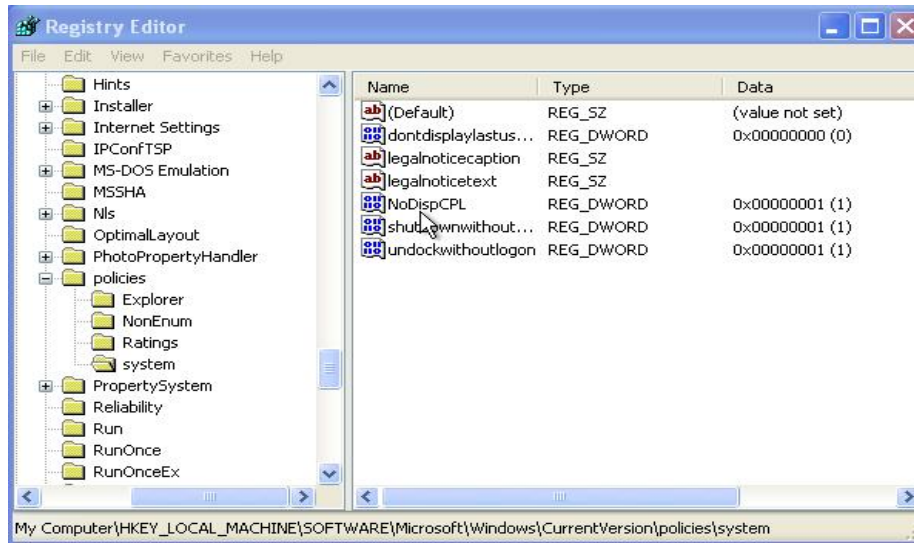 Registry Editor
File Edit View Favorites Help
Hints
Installer
Internet Settings
IPConfTSP
MS-DOS Emulation
MSSHA
Nls
OptimalLayout
PhotoPropertyHandler
policies
Explorer
NonEnum
Ratings
system
PropertySystem
Reliability
Run
RunOnce
RunOnceEx
Name Type Data
(Default) REG_SZ (value not set)
dontdisplaylastus... REG_DWORD 0x00000000 (0)
legalnoticecaption REG_SZ
legalnoticetext REG_SZ
NoDispCPL REG_DWORD 0x00000001 (1)
shutdownwithout... REG_DWORD 0x00000001 (1)
undockwithoutlogon REG_DWORD 0x00000001 (1)
My Computer\HKEY_LOCAL_MACHINE\SOFTWARE\Microsoft\Windows\CurrentVersion\policies\system